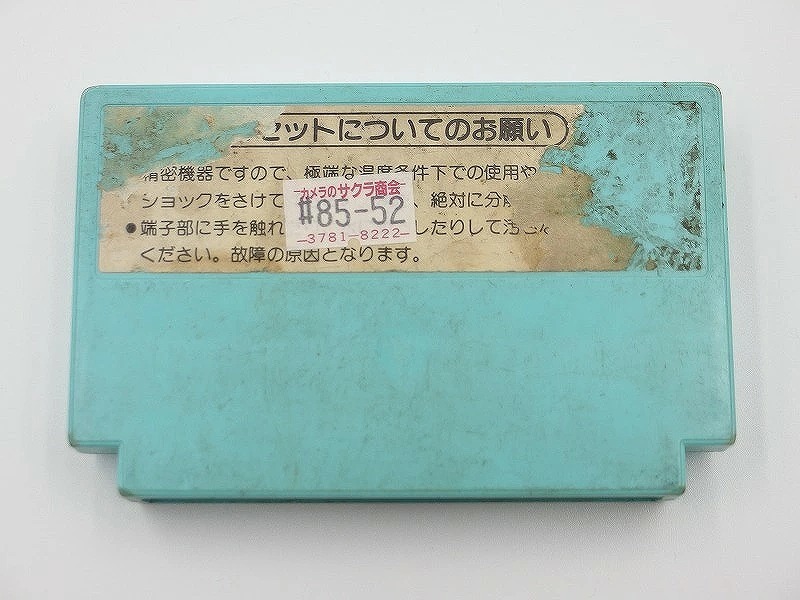 セットについてのお願い
精密機器ですので、極端な温度条件下での使用や
ショックをさけて
、絶対に分
●端子部に手を触れ
したりして汚さな
ください。故障の原因となります。
カメラのサクラ商会
#85-52
3781-8222